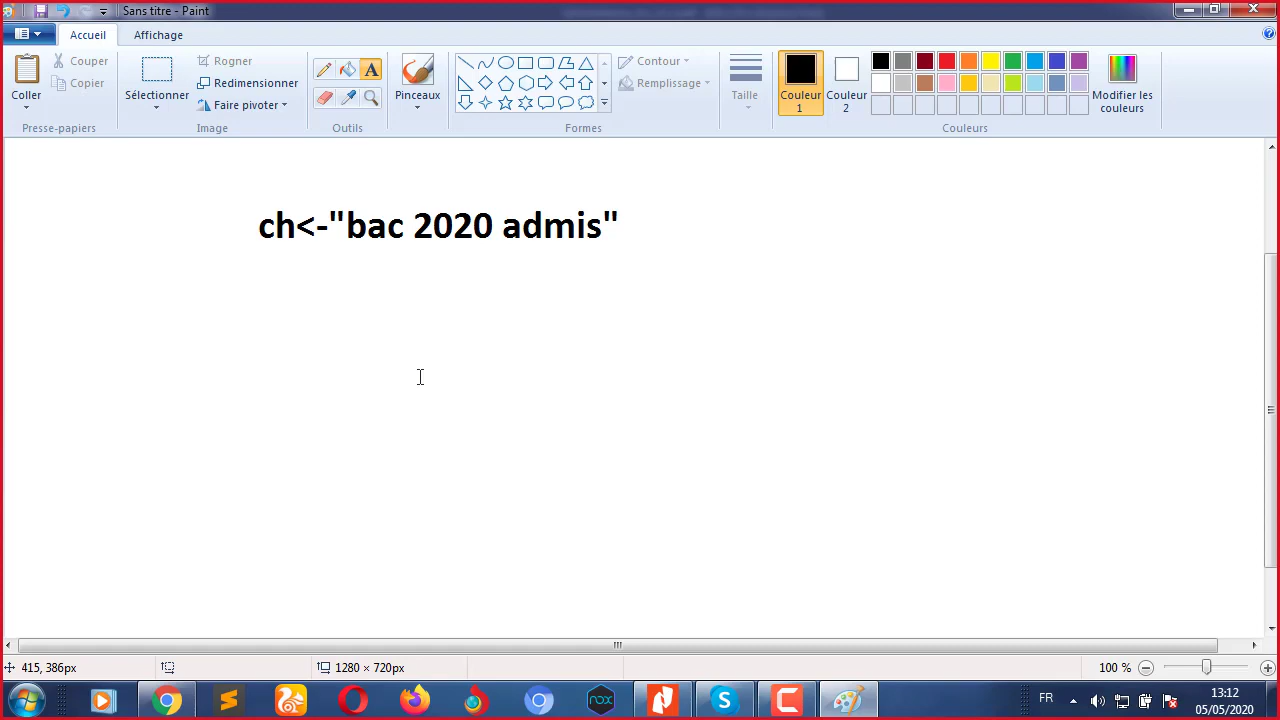 Sans titre - Paint
Accueil
Affichage
Coller
Couper
Copier
Presse-papiers
Sélectionner
Rogner
Redimensionner
Faire pivoter
Image
A
Outils
Pinceaux
Contour
Remplissage
Formes
Taille
Couleur 1
Couleur 2
Modifier les couleurs
Couleurs
ch<-"bac 2020 admis"
415, 386px
1280 × 720px
100 %
nox
S
FR
13:12
05/05/2020